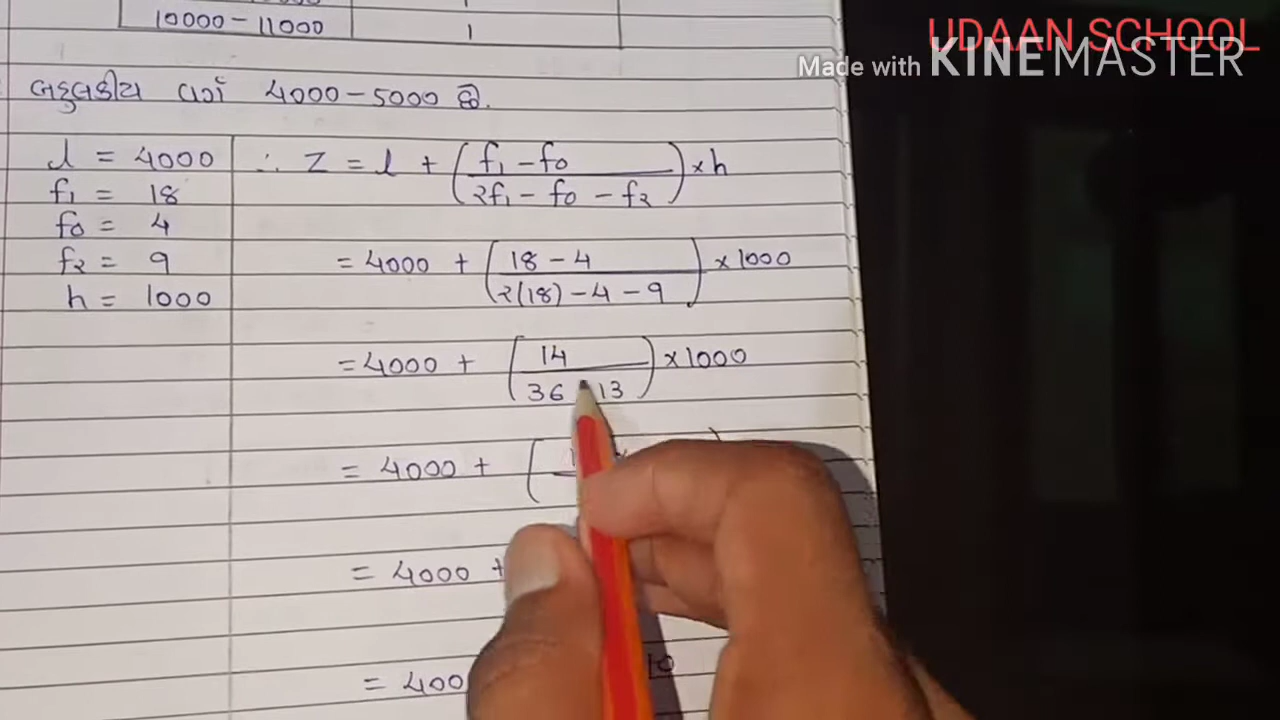 10000 - 11000 1
UDAAN SCHOOL
Made with KINEMASTER
બહુલકીય વર્ગ 4000 - 5000 છે.
l = 4000 ∴ Z = l + (f₁ - f₀ / 2f₁ - f₀ - f₂) × h
f₁ = 18
f₀ = 4
f₂ = 9 = 4000 + (18 - 4 / 2(18) - 4 - 9) × 1000
h = 1000
= 4000 + (14 / 36 13) × 1000
= 4000 + (
= 4000 +
= 400